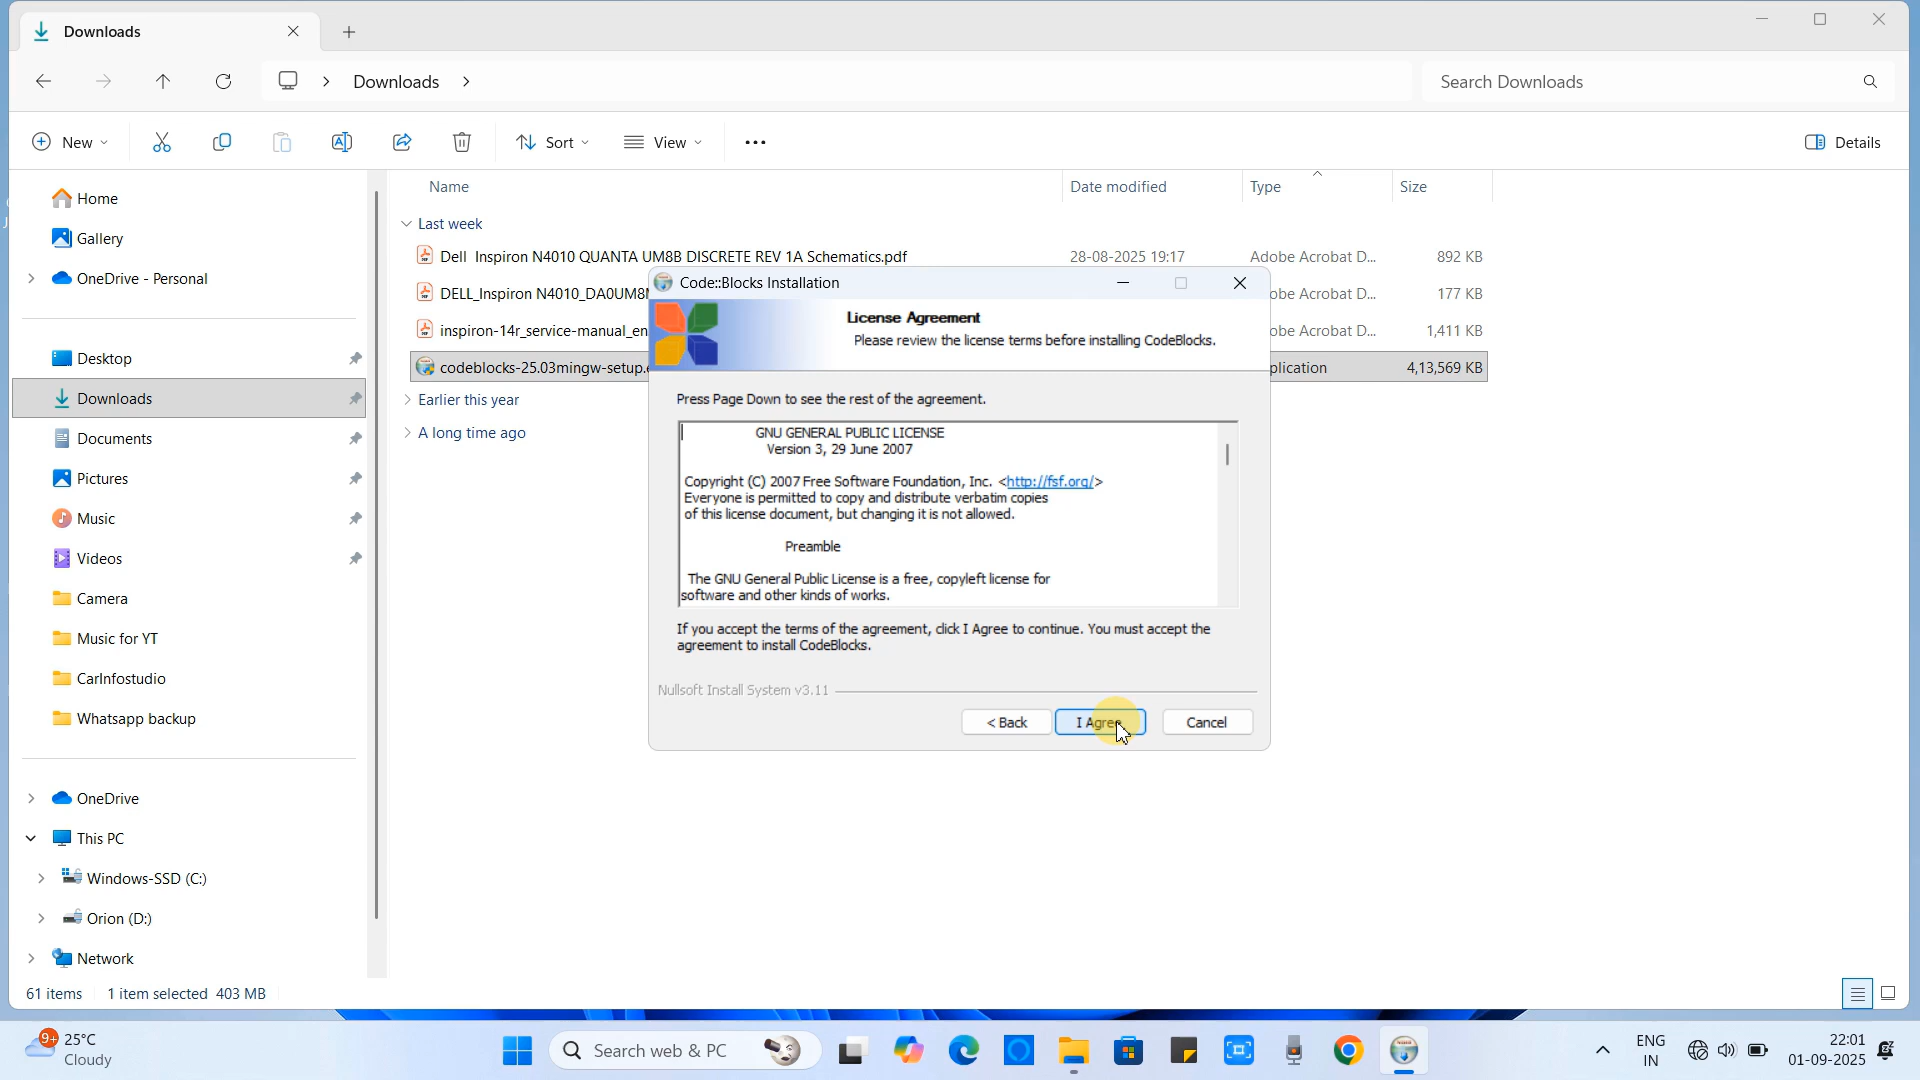 Downloads
Downloads
Search Downloads
New
Sort
View
Details
Home
Gallery
OneDrive - Personal
Desktop
Downloads
Documents
Pictures
Music
Videos
Camera
Music for YT
CarInfostudio
Whatsapp backup
OneDrive
This PC
Windows-SSD (C:)
Orion (D:)
Network
Name Date modified Type Size
Last week
Dell Inspiron N4010 QUANTA UM8B DISCRETE REV 1A Schematics.pdf 28-08-2025 19:17 Adobe Acrobat D... 892 KB
DELL_Inspiron N4010_DA0UM8 obe Acrobat D... 177 KB
inspiron-14r_service-manual_en obe Acrobat D... 1,411 KB
codeblocks-25.03mingw-setup.e plication 4,13,569 KB
Earlier this year
A long time ago
Code::Blocks Installation
License Agreement
Please review the license terms before installing CodeBlocks.
Press Page Down to see the rest of the agreement.
GNU GENERAL PUBLIC LICENSE
Version 3, 29 June 2007
Copyright (C) 2007 Free Software Foundation, Inc. <http://fsf.org/>
Everyone is permitted to copy and distribute verbatim copies
of this license document, but changing it is not allowed.
Preamble
The GNU General Public License is a free, copyleft license for
software and other kinds of works.
If you accept the terms of the agreement, click I Agree to continue. You must accept the
agreement to install CodeBlocks.
Nullsoft Install System v3.11
< Back I Agree Cancel
61 items 1 item selected 403 MB
9+ 25°C
Cloudy
Search web & PC
ENG
IN
22:01
01-09-2025